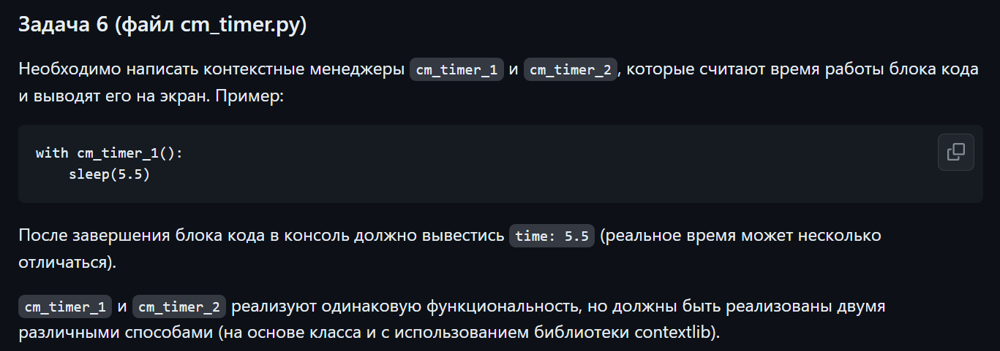 Задача 6 (файл cm_timer.py)
Необходимо написать контекстные менеджеры cm_timer_1 и cm_timer_2, которые считают время работы блока кода
и выводят его на экран. Пример:
with cm_timer_1():
    sleep(5.5)
После завершения блока кода в консоль должно вывестись time: 5.5 (реальное время может несколько
отличаться).
cm_timer_1 и cm_timer_2 реализуют одинаковую функциональность, но должны быть реализованы двумя
различными способами (на основе класса и с использованием библиотеки contextlib).